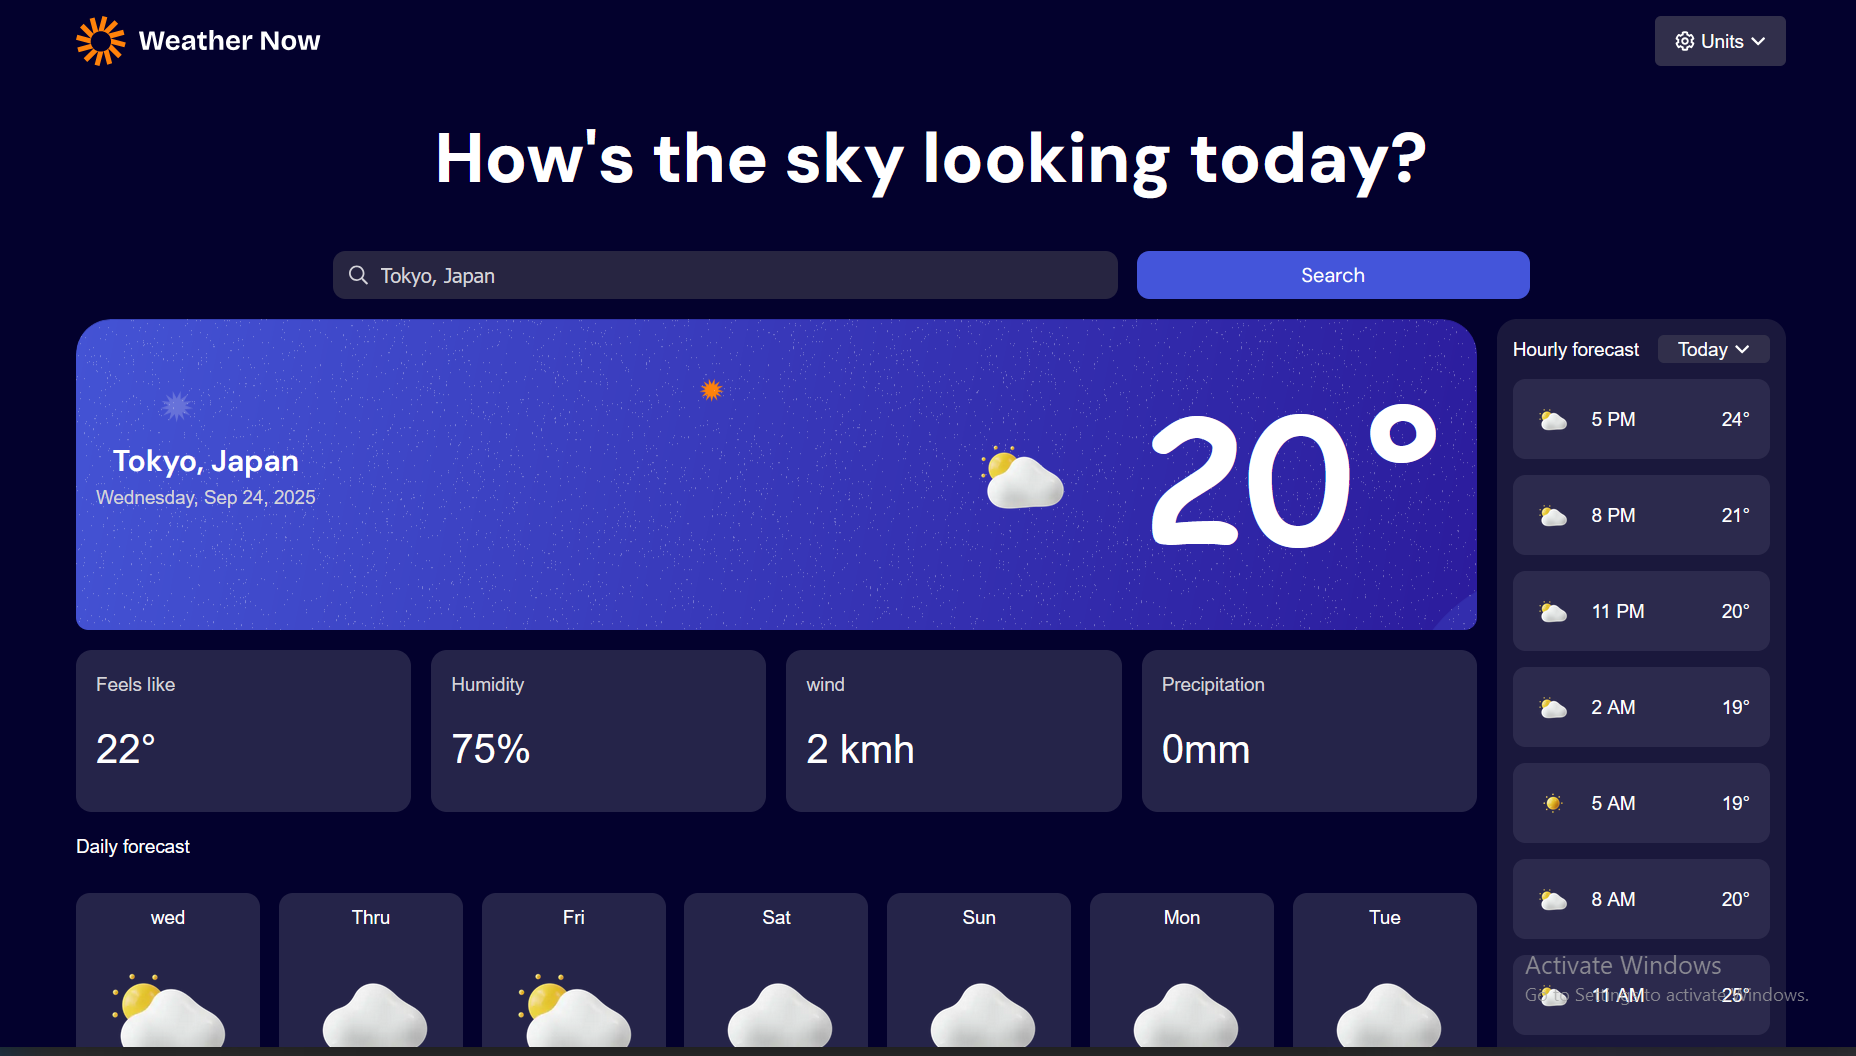 Weather Now
Units
How's the sky looking today?
Tokyo, Japan
Search
Tokyo, Japan
Wednesday, Sep 24, 2025
20°
Feels like
22°
Humidity
75%
wind
2 kmh
Precipitation
0mm
Daily forecast
wed
Thru
Fri
Sat
Sun
Mon
Tue
Hourly forecast
Today
5 PM 24°
8 PM 21°
11 PM 20°
2 AM 19°
5 AM 19°
8 AM 20°
11 AM 25°
Activate Windows
Go to Settings to activate Windows.